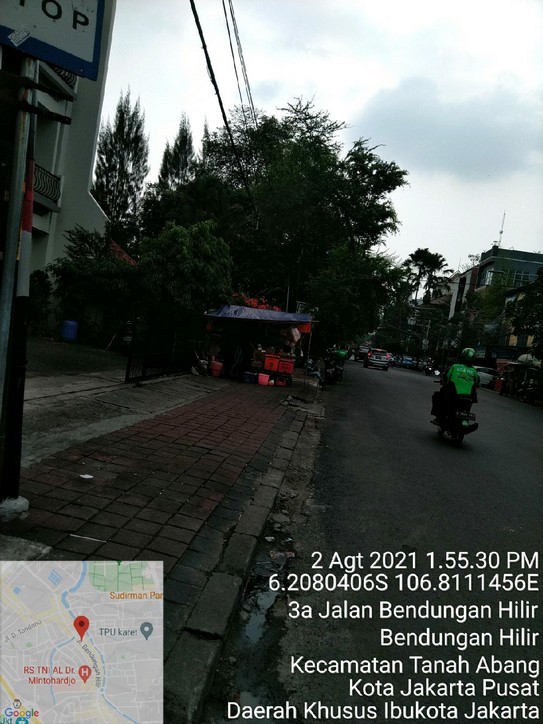 TOP
2 Agt 2021 1.55.30 PM
6.2080406S 106.8111456E
3a Jalan Bendungan Hilir
Bendungan Hilir
Kecamatan Tanah Abang
Kota Jakarta Pusat
Daerah Khusus Ibukota Jakarta
Sudirman Par
TPU karet
Bendungan Hilir
RS TNI AL Dr.
Mintohardjo
Google